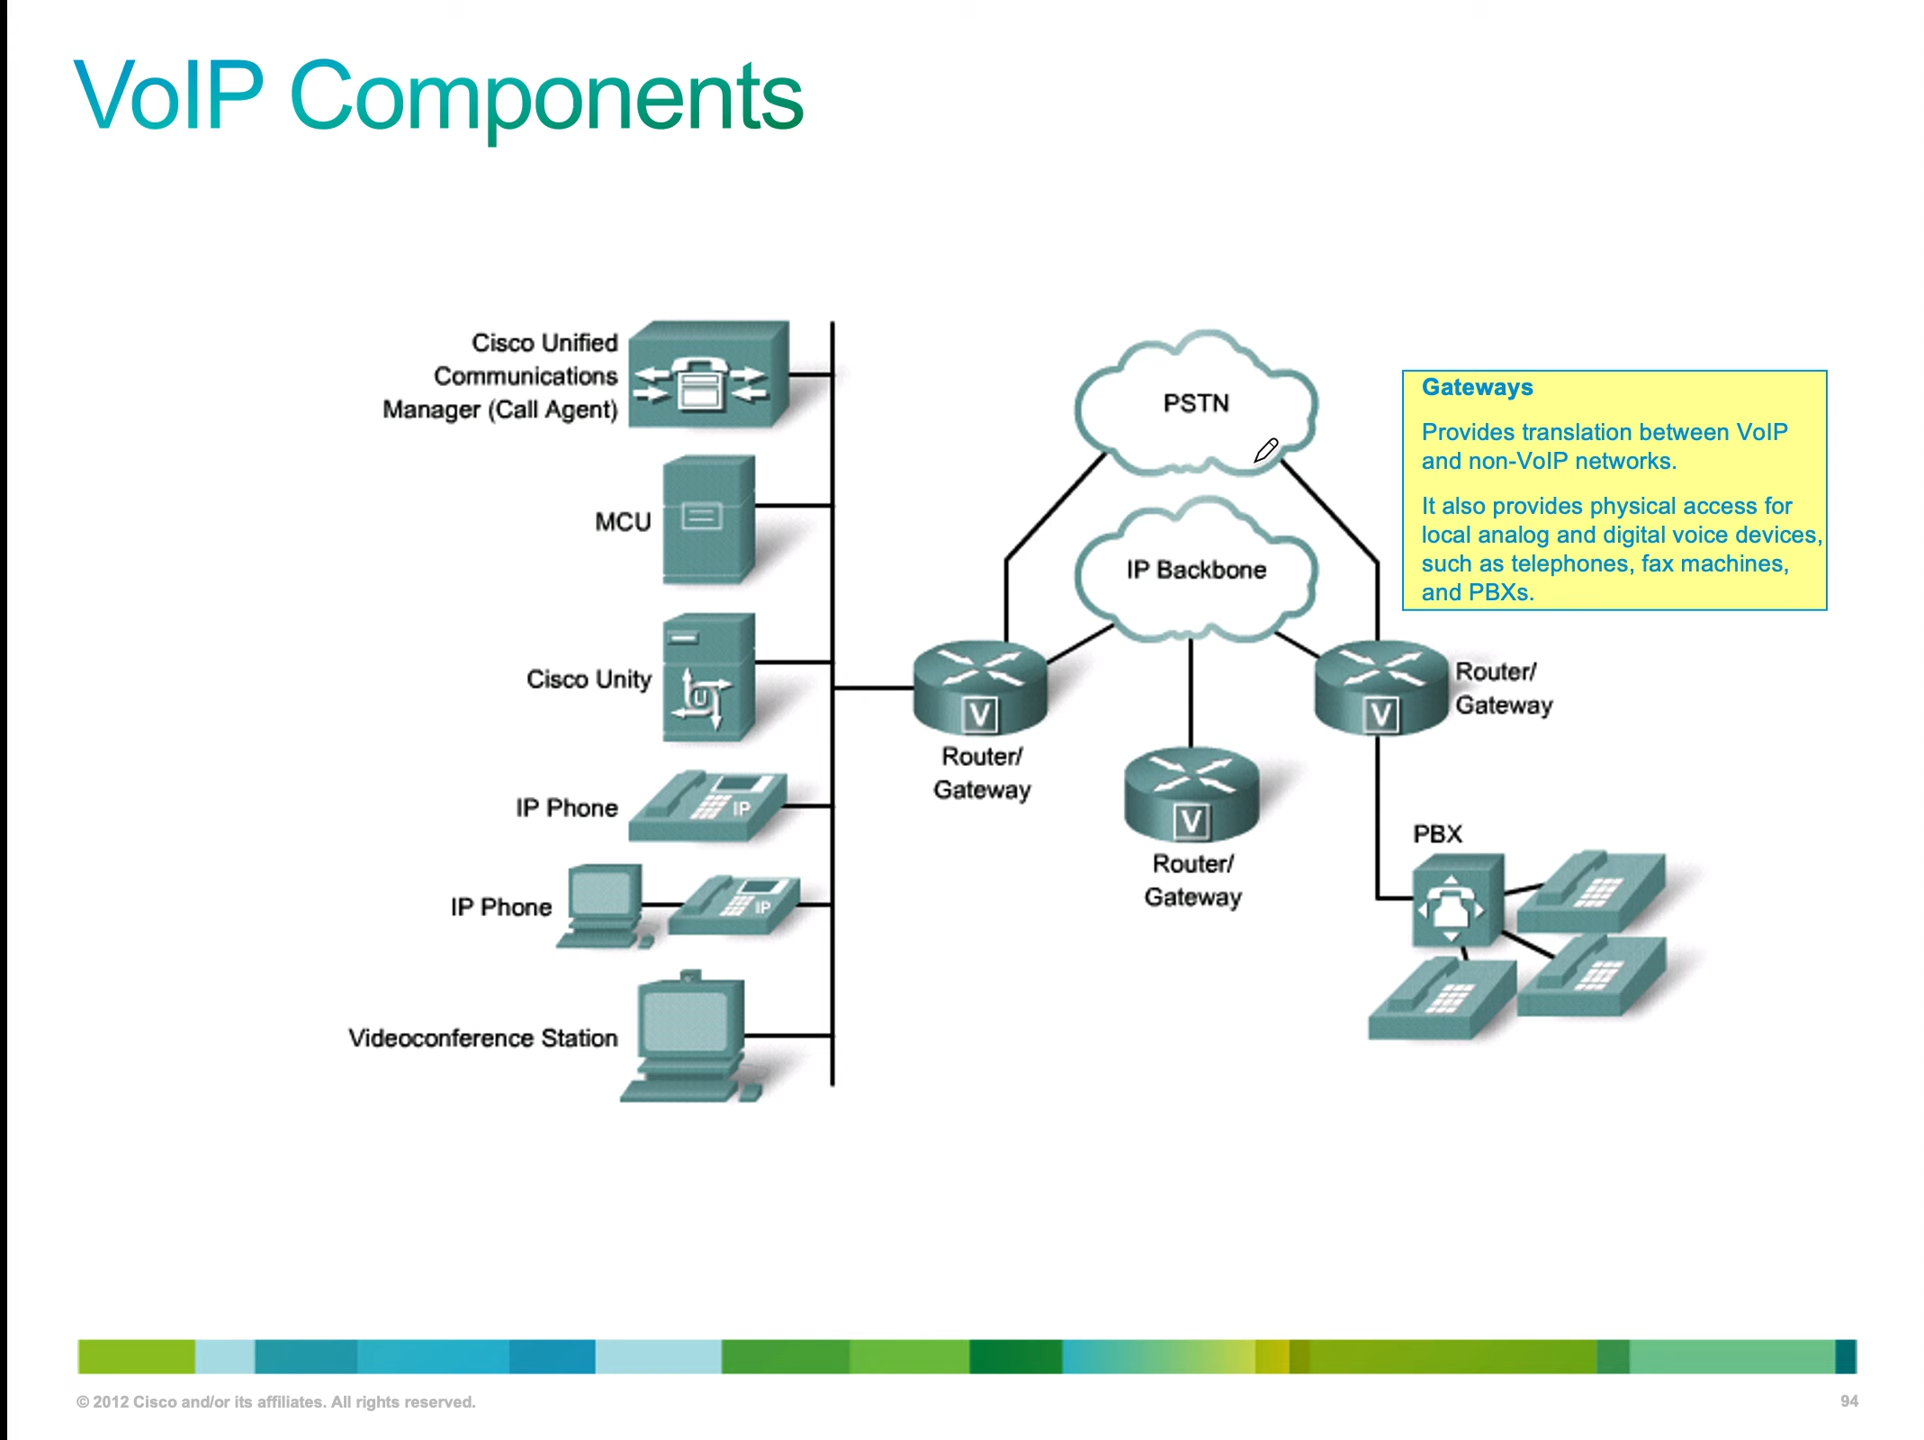 VoIP Components
Cisco Unified
Communications
Manager (Call Agent)
MCU
Cisco Unity
U
IP Phone
IP
IP Phone
IP
Videoconference Station
PSTN
IP Backbone
V
Router/
Gateway
V
Router/
Gateway
V
Router/
Gateway
PBX
Gateways
Provides translation between VoIP
and non-VoIP networks.
It also provides physical access for
local analog and digital voice devices,
such as telephones, fax machines,
and PBXs.
© 2012 Cisco and/or its affiliates. All rights reserved.
94